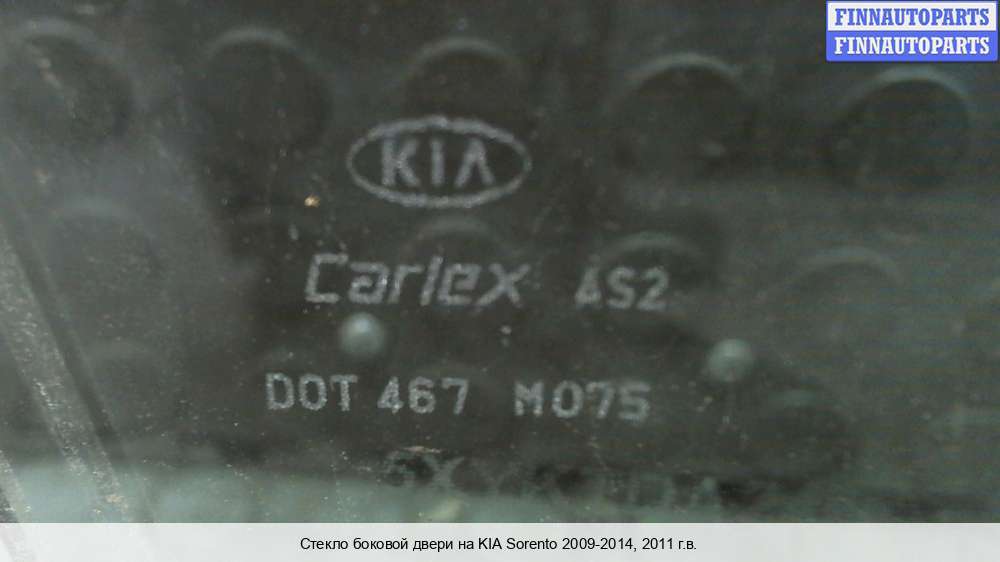 FINNAUTOPARTS
FINNAUTOPARTS
KIA
Carlex AS2
DOT 467 M075
Стекло боковой двери на KIA Sorento 2009-2014, 2011 г.в.